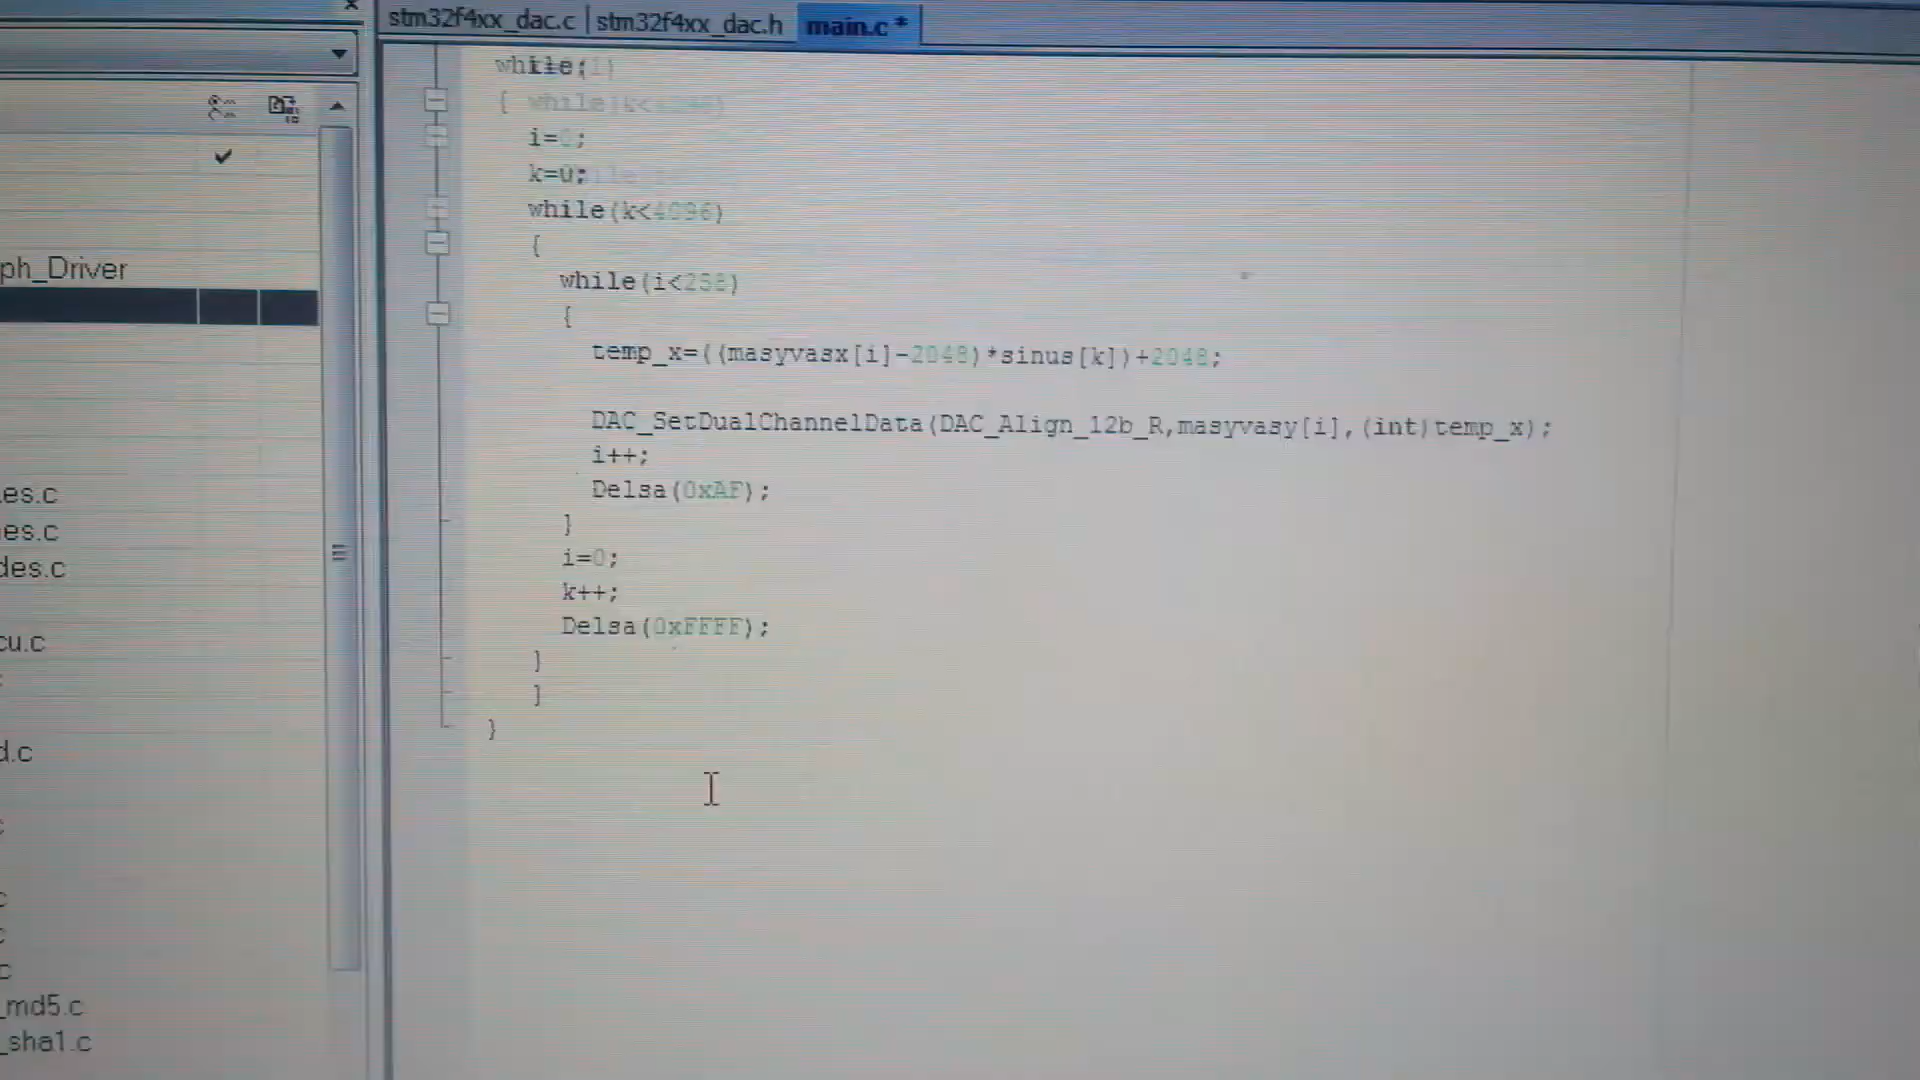 stm32f4xx_dac.c | stm32f4xx_dac.h main.c *
while(1)
{
i=0;
k=0;
while(k<4096)
{
while(i<258)
{
temp_x=((masyvasx[i]-2048)*sinus[k])+2048;
DAC_SetDualChannelData(DAC_Align_12b_R,masyvasy[i],(int)temp_x);
i++;
Delsa(0xAF);
}
i=0;
k++;
Delsa(0xFFFF);
}
}
}
ph_Driver
es.c
es.c
des.c
cu.c
d.c
_md5.c
_sha1.c